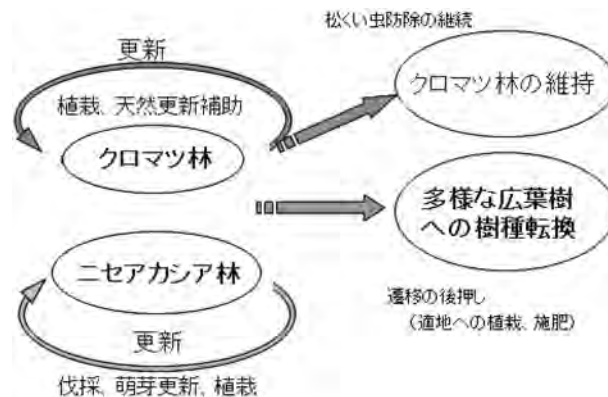 松くい虫防除の継続
更新
植栽、天然更新補助
クロマツ林の維持
クロマツ林
多様な広葉樹
への樹種転換
ニセアカシア林
遷移の後押し
（適地への植栽、施肥）
更新
伐採、萌芽更新、植栽